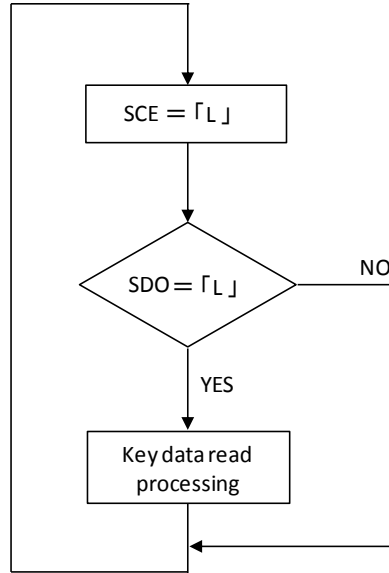 SCE＝「L」
SDO＝「L」
NO
YES
Key data read
processing